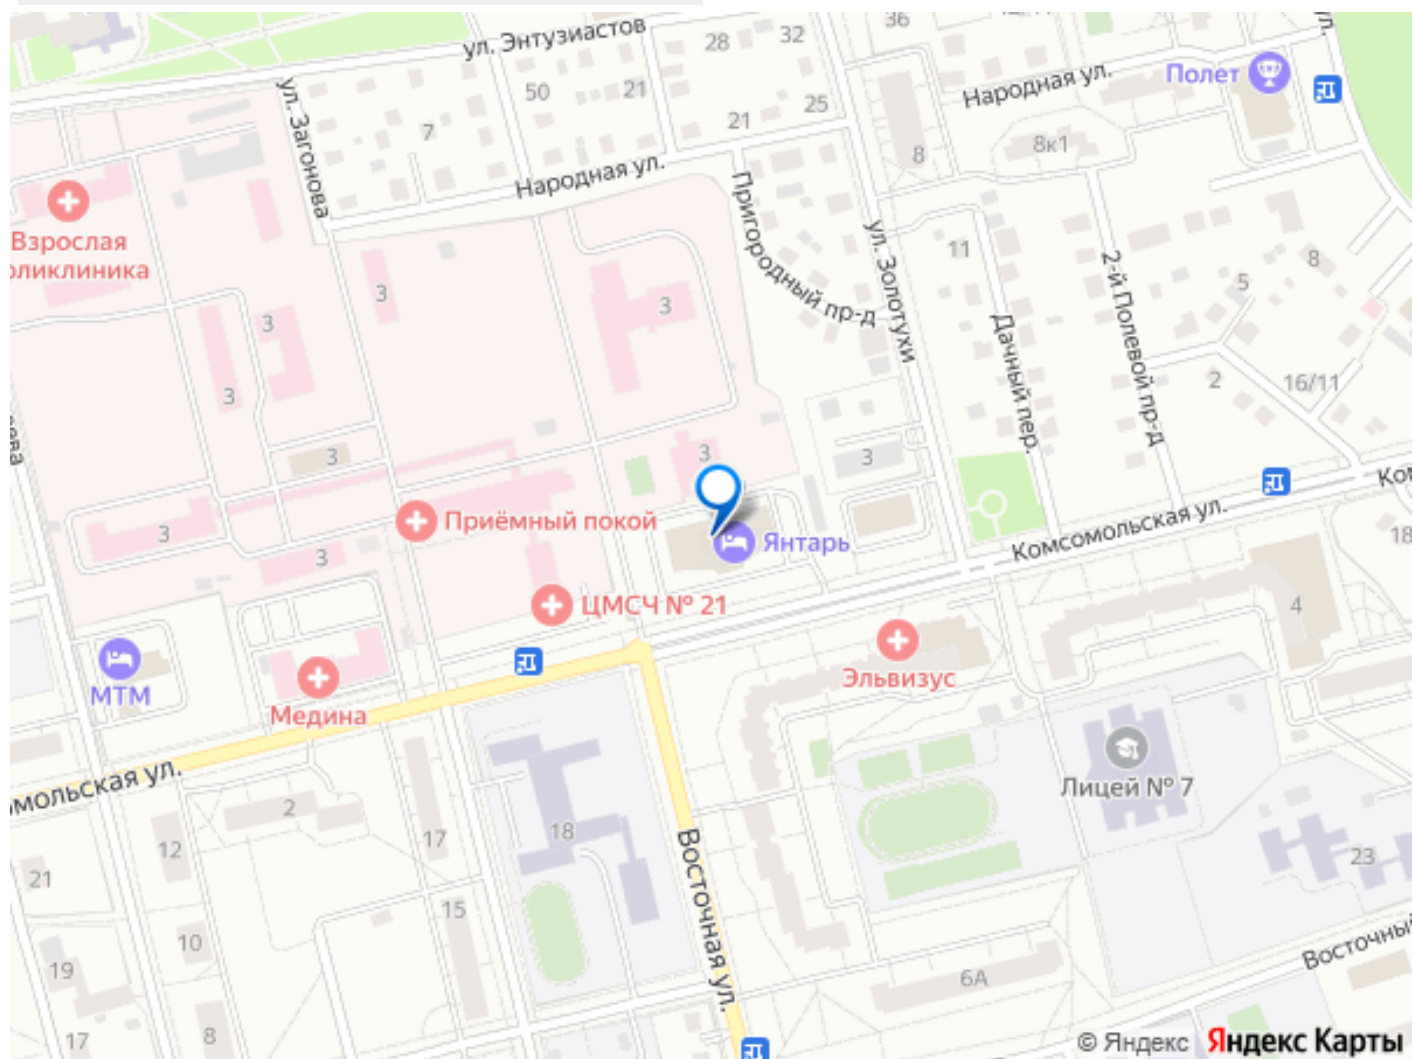 ул. Энтузиастов
28
32
36
ул.
Народная ул.
Полет
ул. Загонова
50
21
25
7
21
8
8к1
Народная ул.
Взрослая
оликлиника
Пригородный пр-д
ул. Золотухи
11
Дачный пер.
2-й Полевой пр-д
5
8
3
3
3
3
2
16/11
3
3
3
3
Комсомольская ул.
18
Приёмный покой
3
3
Янтарь
ЦМСЧ № 21
4
МТМ
Медина
Эльвизус
Лицей № 7
омольская ул.
2
12
17
18
Восточная ул.
23
21
15
10
19
6А
Восточный
17
8
© Яндекс Яндекс Карты